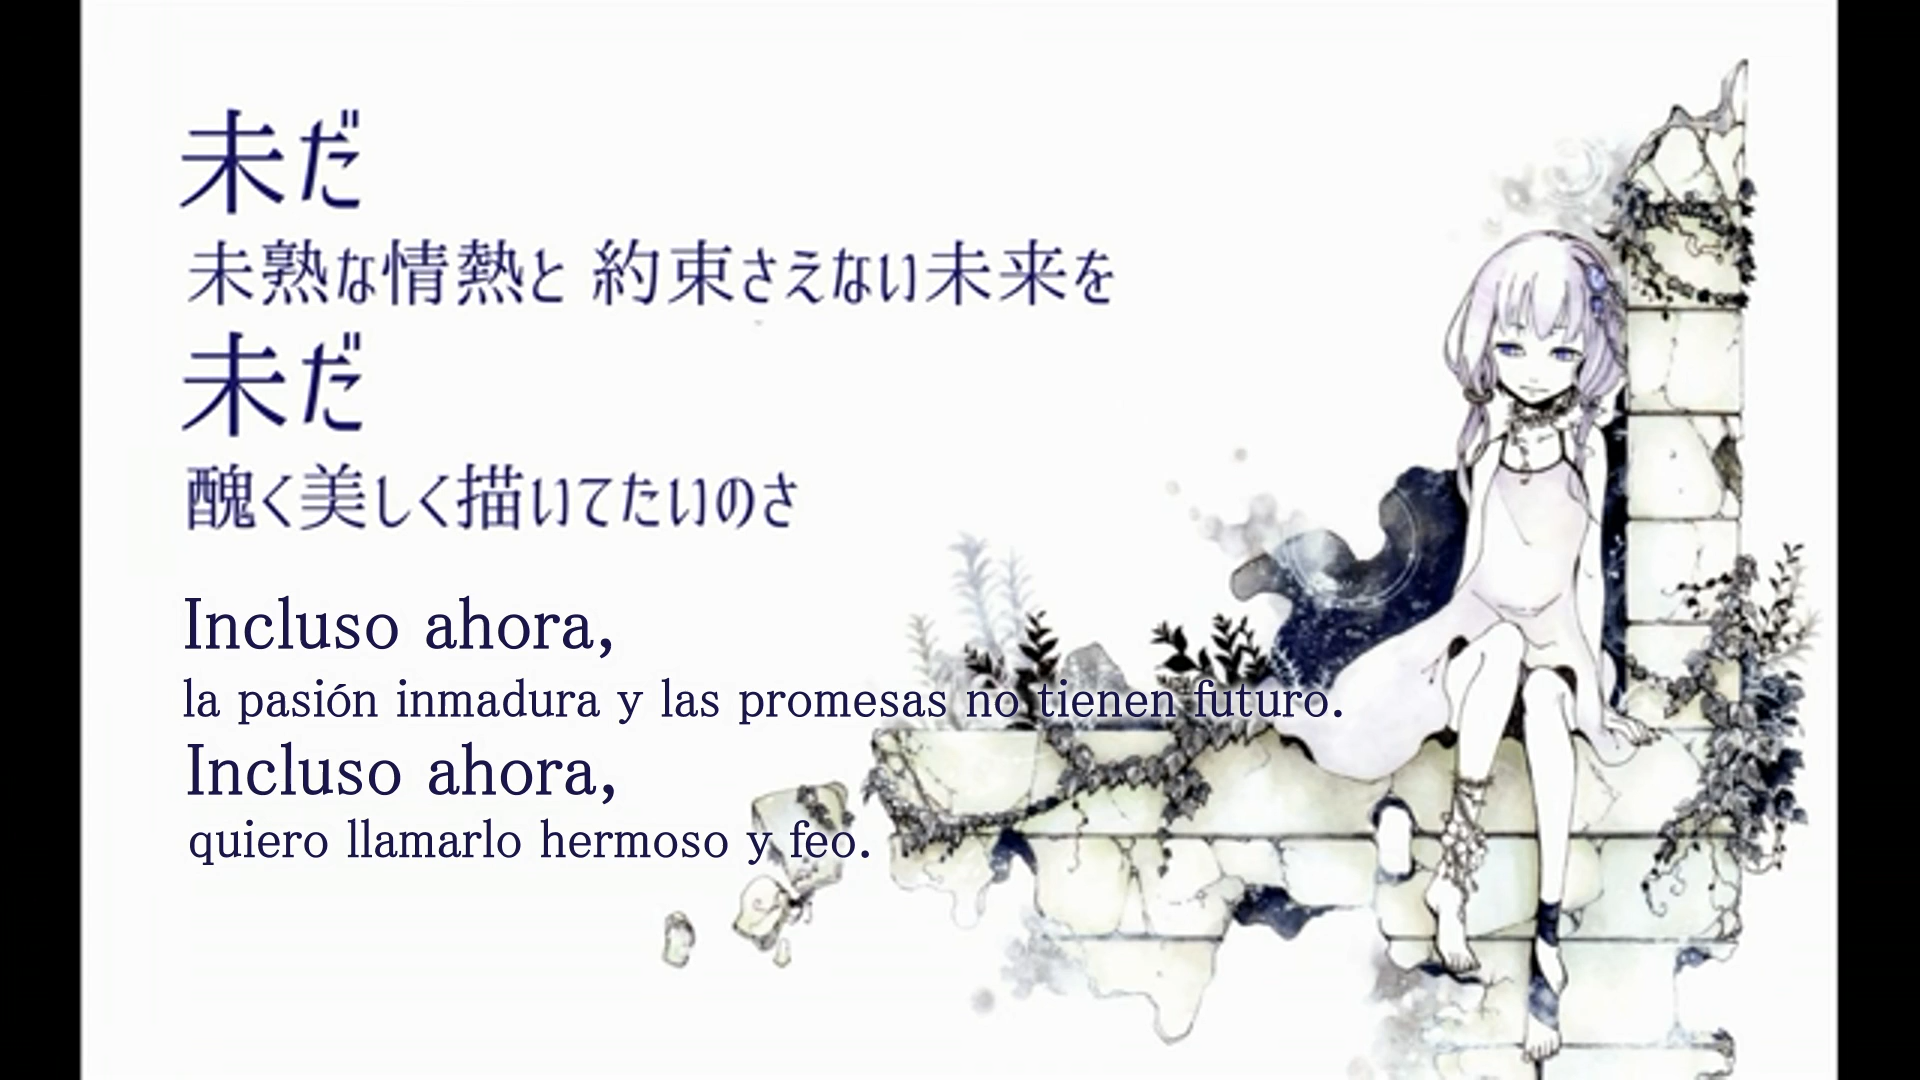 未だ
未熟な情熱と 約束さえない未来を
未だ
醜く美しく描いてたいのさ
Incluso ahora,
la pasión inmadura y las promesas no tienen futuro.
Incluso ahora,
quiero llamarlo hermoso y feo.